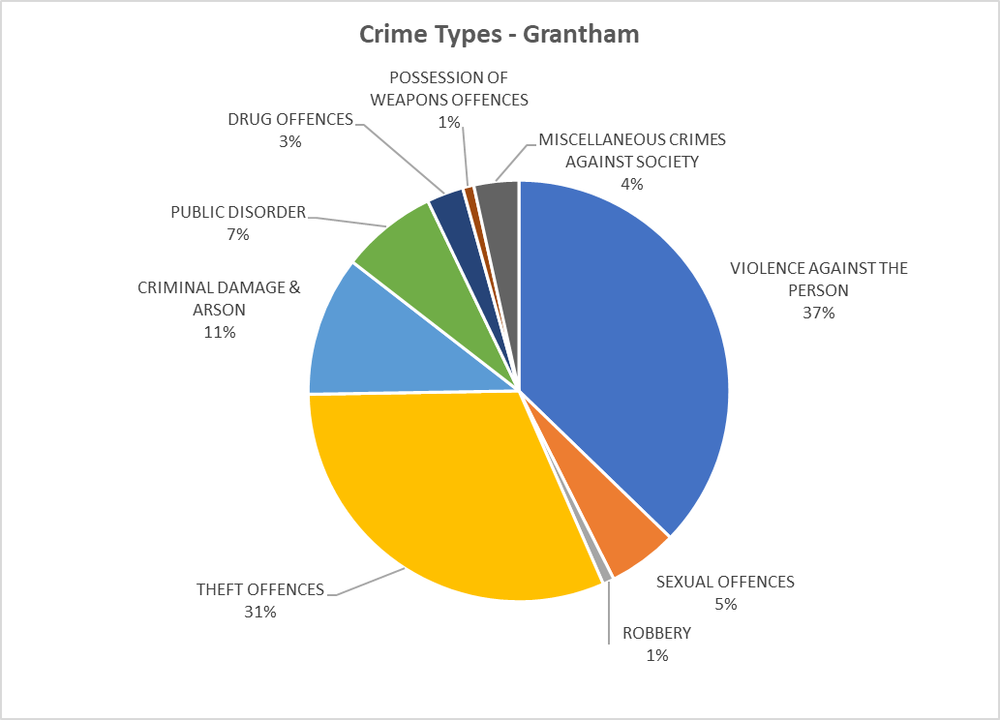 Crime Types - Grantham
POSSESSION OF
WEAPONS OFFENCES
1%
DRUG OFFENCES
3%
MISCELLANEOUS CRIMES
AGAINST SOCIETY
4%
PUBLIC DISORDER
7%
VIOLENCE AGAINST THE
PERSON
37%
CRIMINAL DAMAGE &
ARSON
11%
SEXUAL OFFENCES
5%
THEFT OFFENCES
31%
ROBBERY
1%